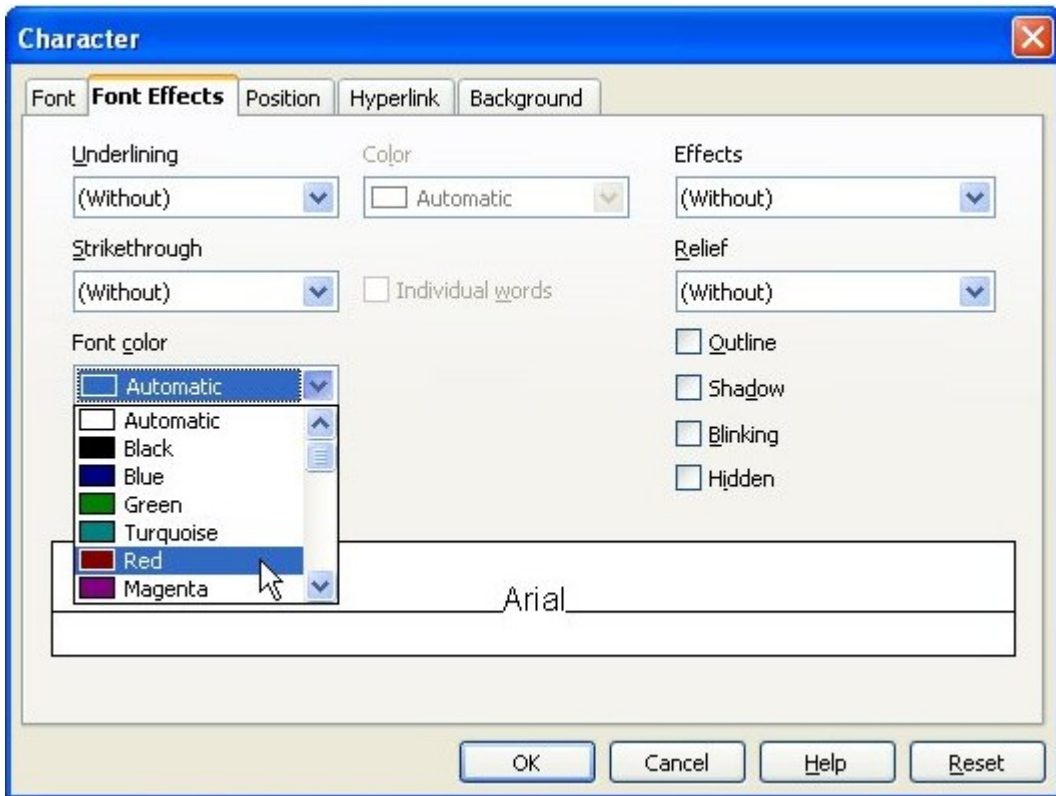 Character
Font Font Effects Position Hyperlink Background
Underlining Color Effects
(Without) Automatic (Without)
Strikethrough Relief
(Without) Individual words (Without)
Font color Outline
Automatic Shadow
Automatic
Black Blinking
Blue Hidden
Green
Turquoise
Red
Magenta
Arial
OK Cancel Help Reset